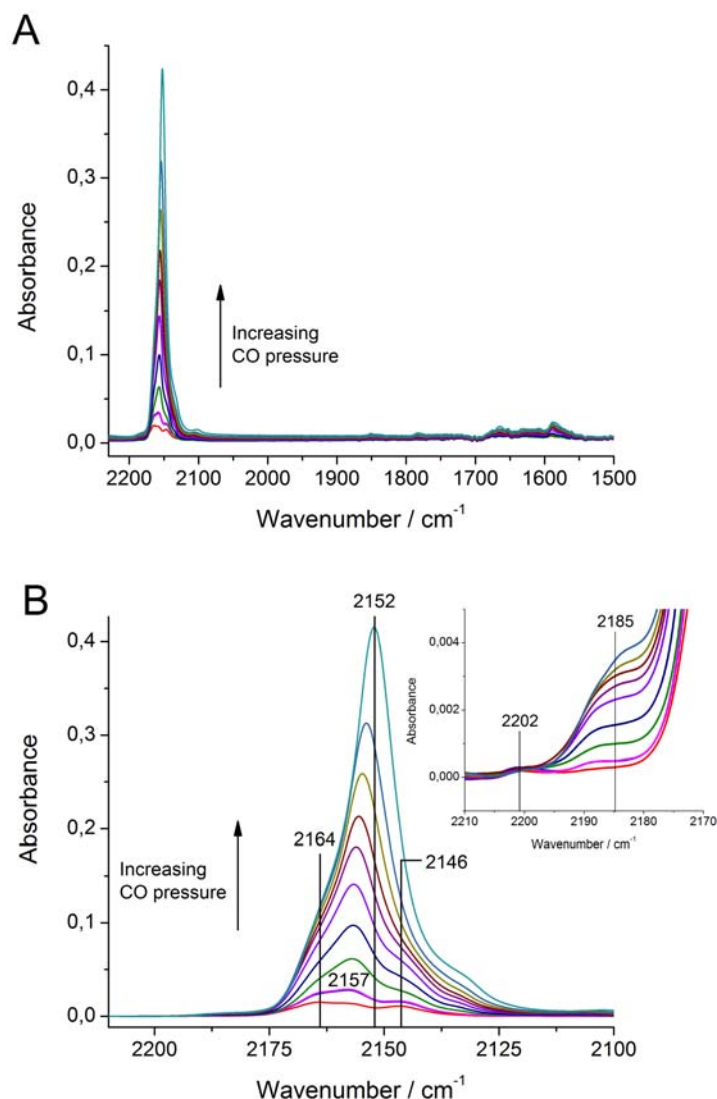 A
0,4
0,3
0,2
0,1
0,0
Absorbance
Increasing
CO pressure
2200 2100 2000 1900 1800 1700 1600 1500
Wavenumber / cm⁻¹
B
2152
0,4
0,3
0,2
0,1
0,0
Absorbance
2164
2146
2157
Increasing
CO pressure
2200 2175 2150 2125 2100
Wavenumber / cm⁻¹
2185
0,004
0,002
0,000
Absorbance
2202
2210 2200 2190 2180 2170
Wavenumber / cm⁻¹